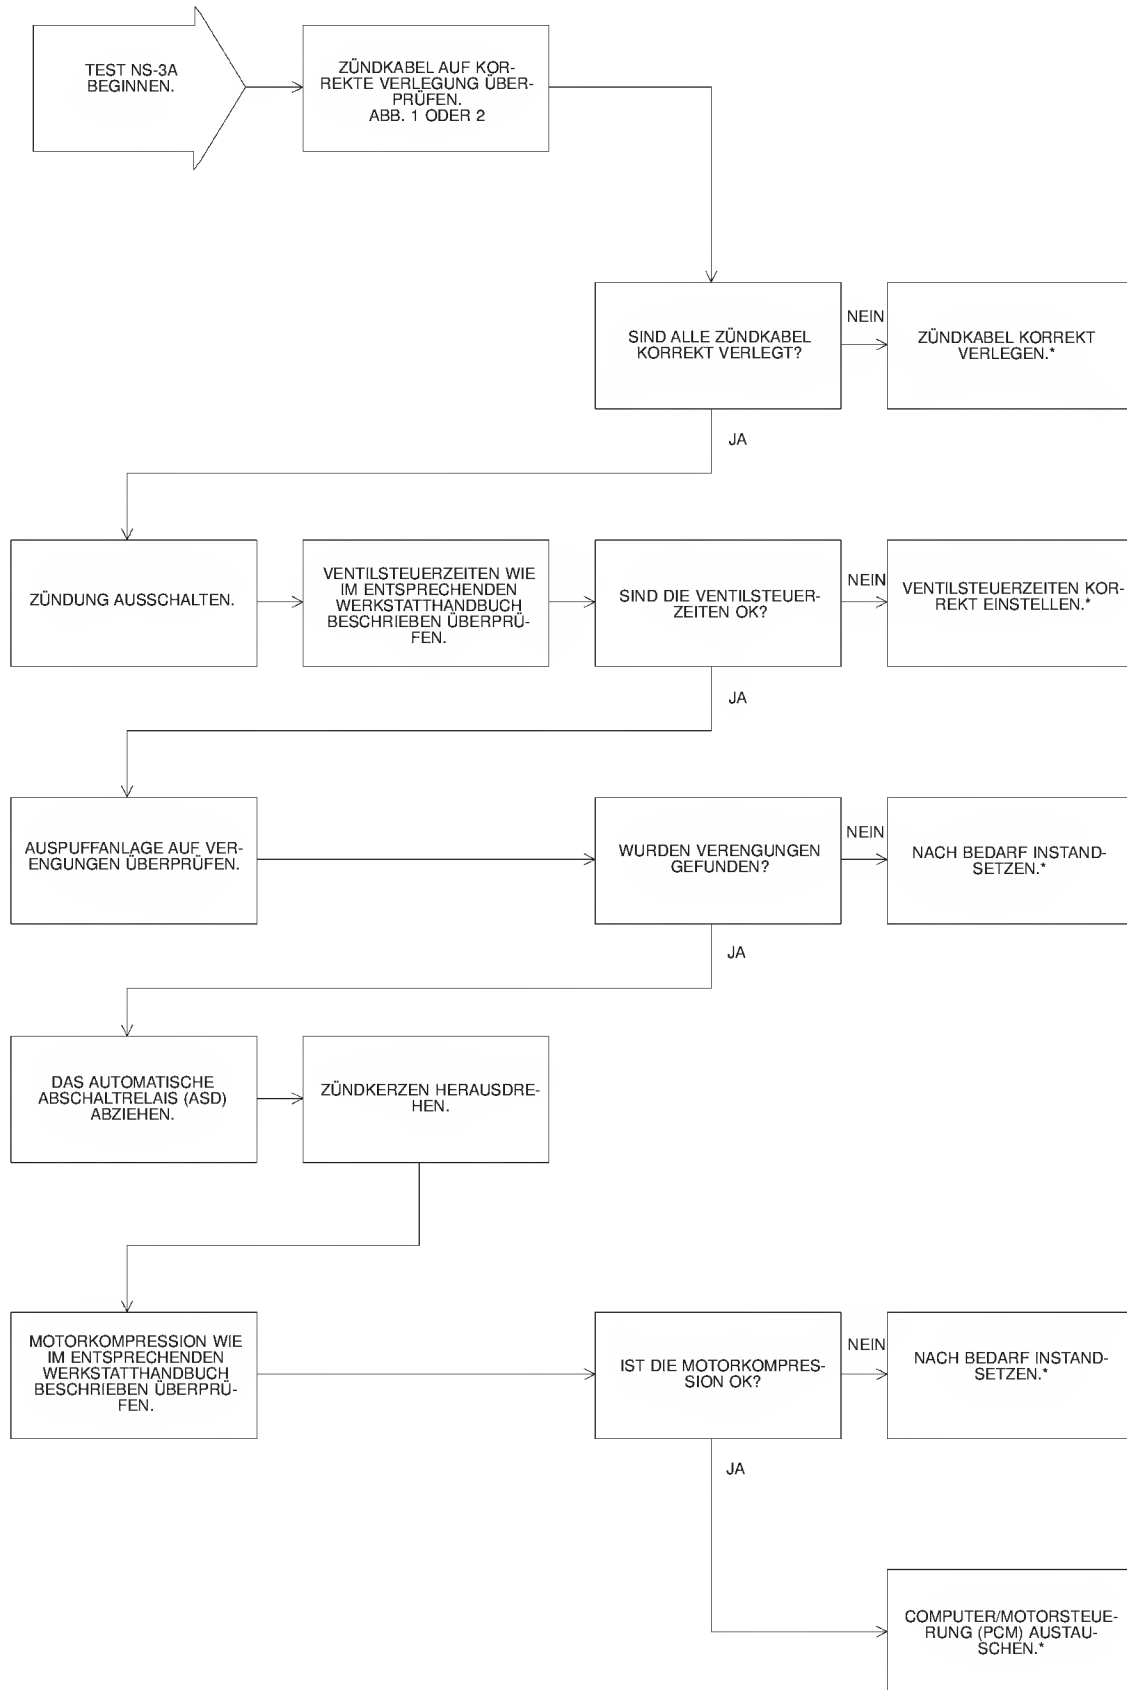 TEST NS-3A
BEGINNEN.
ZÜNDKABEL AUF KOR-
REKTE VERLEGUNG ÜBER-
PRÜFEN.
ABB. 1 ODER 2
SIND ALLE ZÜNDKABEL
KORREKT VERLEGT?
NEIN
ZÜNDKABEL KORREKT
VERLEGEN.*
JA
ZÜNDUNG AUSSCHALTEN.
VENTILSTEUERZEITEN WIE
IM ENTSPRECHENDEN
WERKSTATTHANDBUCH
BESCHRIEBEN ÜBERPRÜ-
FEN.
SIND DIE VENTILSTEUER-
ZEITEN OK?
NEIN
VENTILSTEUERZEITEN KOR-
REKT EINSTELLEN.*
JA
AUSPUFFANLAGE AUF VER-
ENGUNGEN ÜBERPRÜFEN.
WURDEN VERENGUNGEN
GEFUNDEN?
NEIN
NACH BEDARF INSTAND-
SETZEN.*
JA
DAS AUTOMATISCHE
ABSCHALTRELAIS (ASD)
ABZIEHEN.
ZÜNDKERZEN HERAUSDRE-
HEN.
MOTORKOMPRESSION WIE
IM ENTSPRECHENDEN
WERKSTATTHANDBUCH
BESCHRIEBEN ÜBERPRÜ-
FEN.
IST DIE MOTORKOMPRES-
SION OK?
NEIN
NACH BEDARF INSTAND-
SETZEN.*
JA
COMPUTER/MOTORSTEUE-
RUNG (PCM) AUSTAU-
SCHEN.*